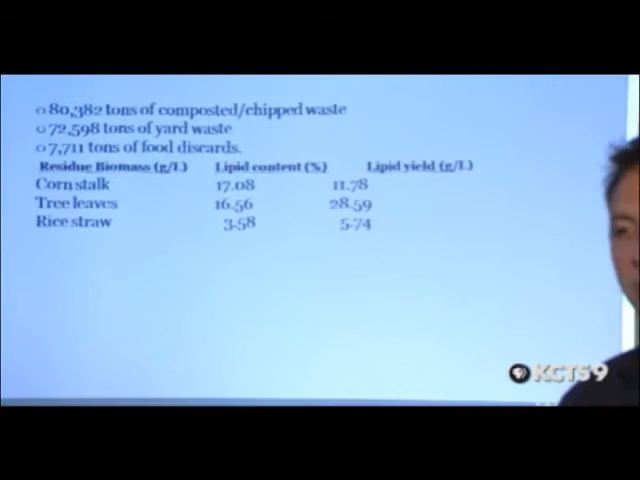 o 80,382 tons of composted/chipped waste
o 72,598 tons of yard waste
o 7,711 tons of food discards.
Residue Biomass (g/L) Lipid content (%) Lipid yield (g/L)
Corn stalk 17.08 11.78
Tree leaves 16.56 28.59
Rice straw 3.58 5.74
KCTS9